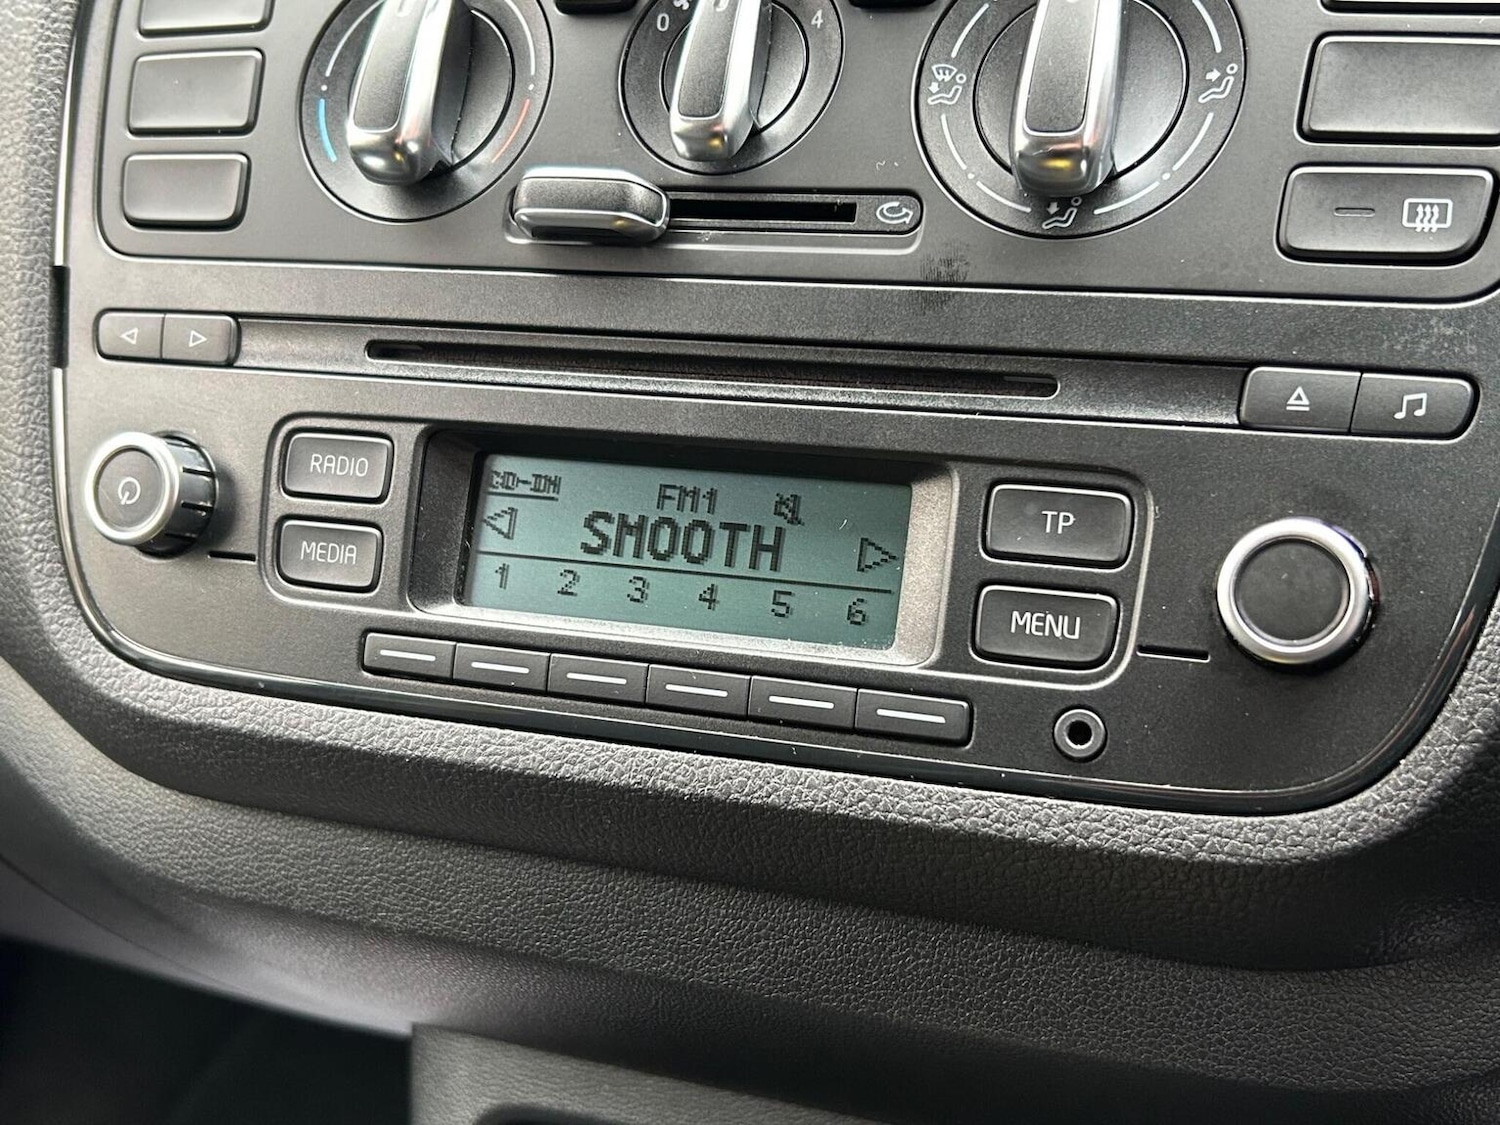 0 4
RADIO
MEDIA
CD-IN
FM1
SMOOTH
1 2 3 4 5 6
TP
MENU